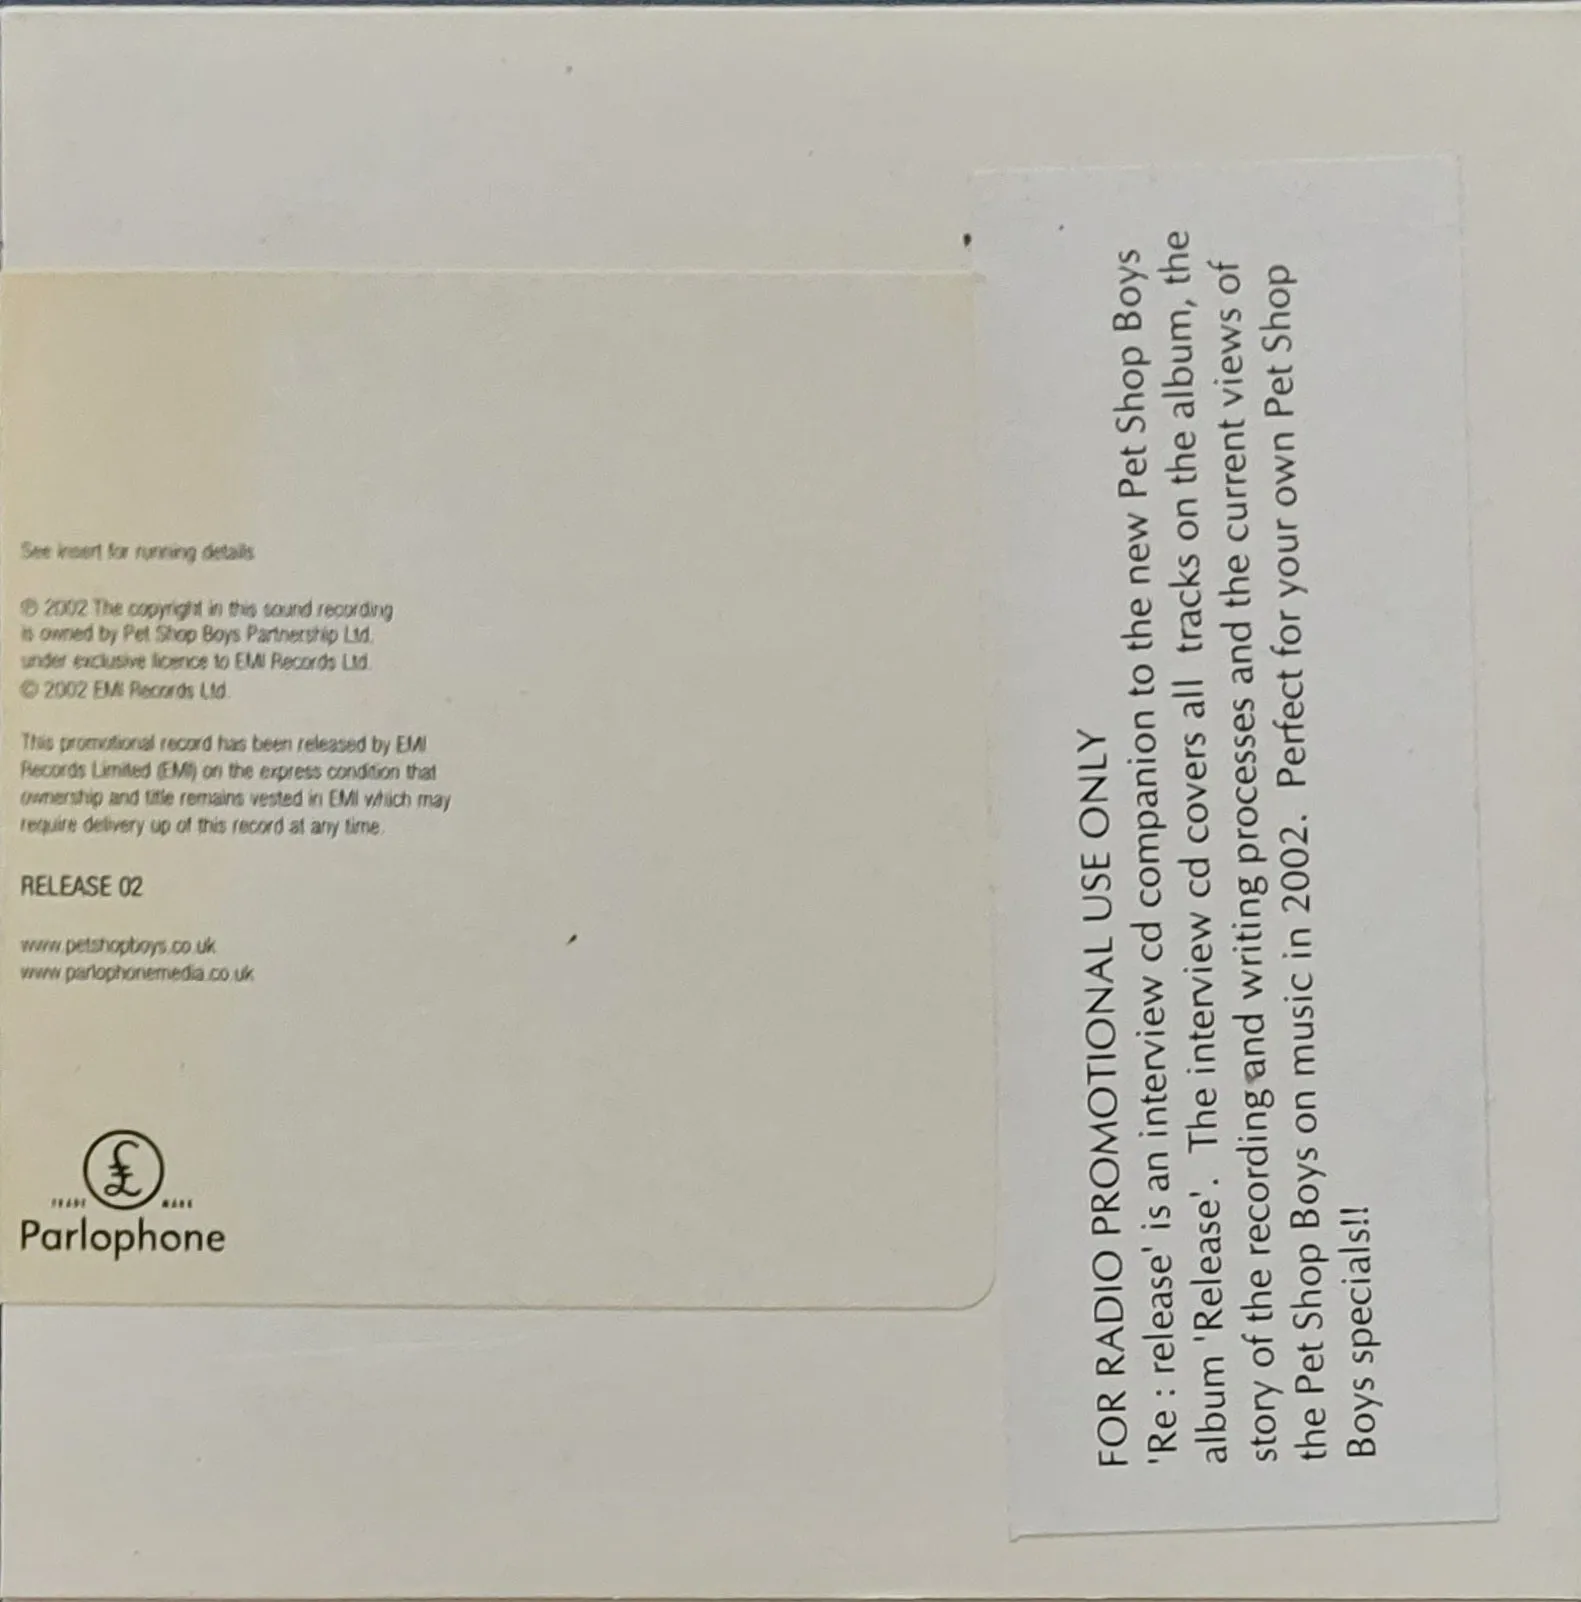 See insert for running details
℗ 2002 The copyright in this sound recording
is owned by Pet Shop Boys Partnership Ltd.
under exclusive licence to EMI Records Ltd.
© 2002 EMI Records Ltd.
This promotional record has been released by EMI
Records Limited (EMI) on the express condition that
ownership and title remains vested in EMI which may
require delivery up of this record at any time.
RELEASE 02
www.petshopboys.co.uk
www.parlophonemedia.co.uk
£
TRADE MARK
Parlophone
FOR RADIO PROMOTIONAL USE ONLY
'Re : release' is an interview cd companion to the new Pet Shop Boys
album 'Release'. The interview cd covers all tracks on the album, the
story of the recording and writing processes and the current views of
the Pet Shop Boys on music in 2002. Perfect for your own Pet Shop
Boys specials!!